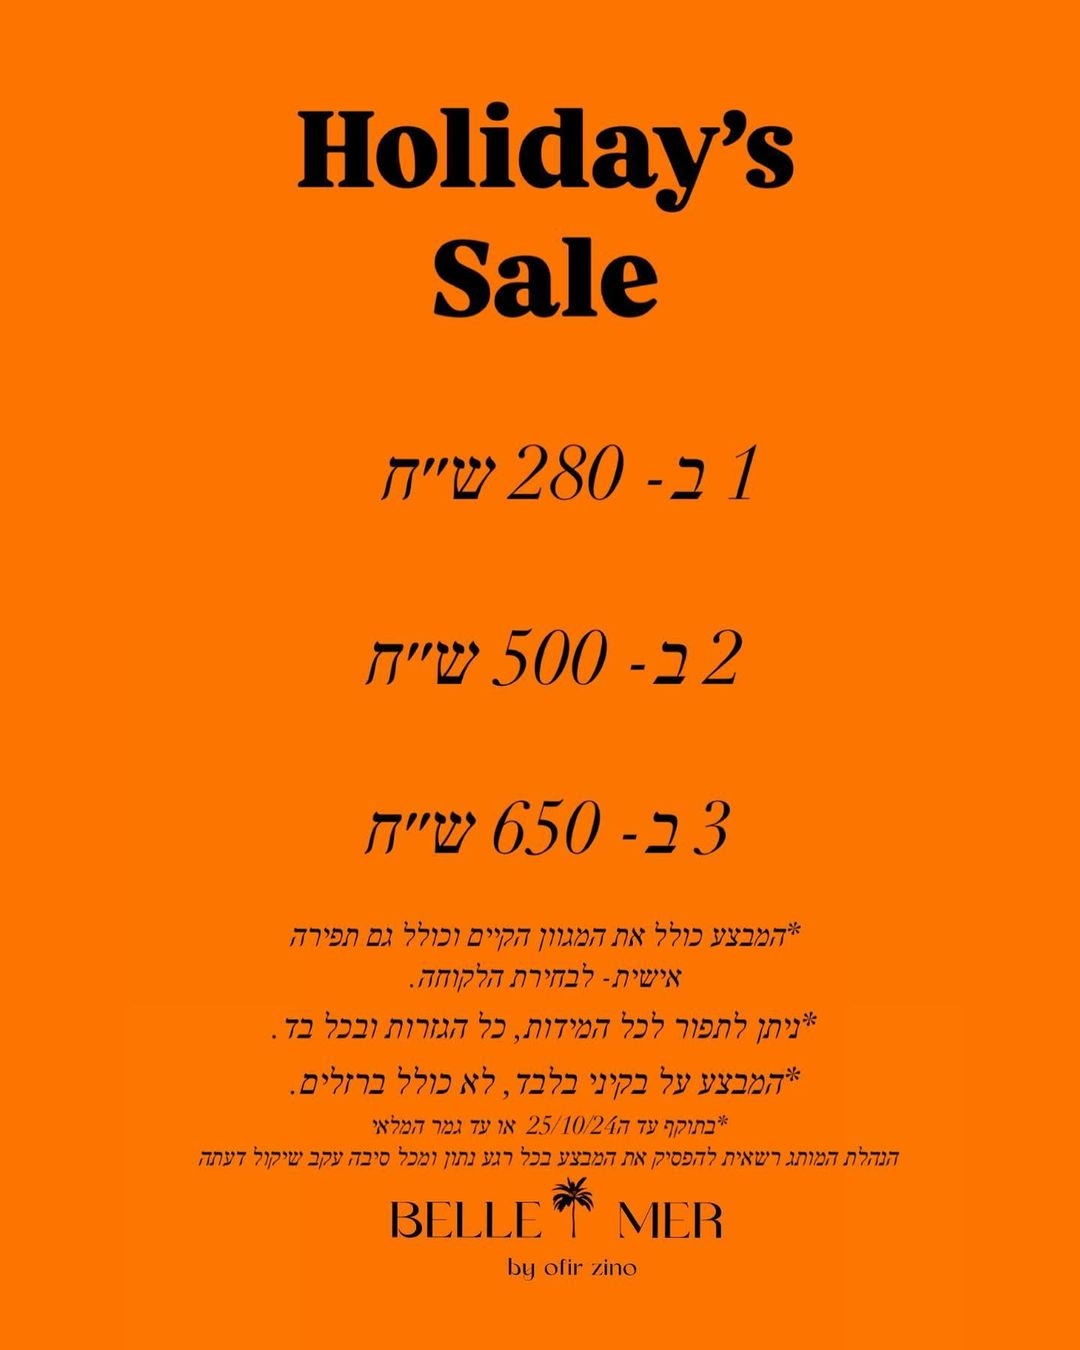 Holiday's
Sale
1 ב- 280 ש״ח
2 ב- 500 ש״ח
3 ב- 650 ש״ח
*המבצע כולל את המגוון הקיים וכולל גם תפירה
אישית- לבחירת הלקוחה.
*ניתן לתפור לכל המידות, כל הגזרות ובכל בד.
*המבצע על בקיני בלבד, לא כולל ברזלים.
*בתוקף עד ה25/10/24 או עד גמר המלאי
הנהלת המותג רשאית להפסיק את המבצע בכל רגע נתון ומכל סיבה עקב שיקול דעתה
BELLE MER
by ofir zino